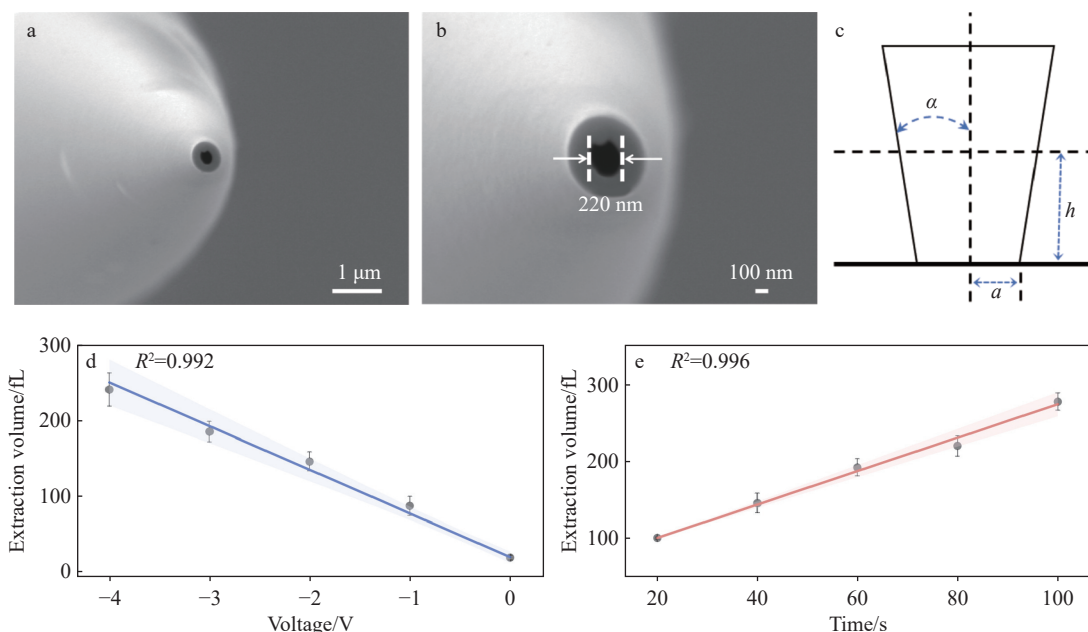 a
1 μm
b
220 nm
100 nm
c
α
h
a
d
R²=0.992
300
200
100
0
Extraction volume/fL
−4
−3
−2
−1
0
Voltage/V
e
R²=0.996
300
200
100
Extraction volume/fL
20
40
60
80
100
Time/s